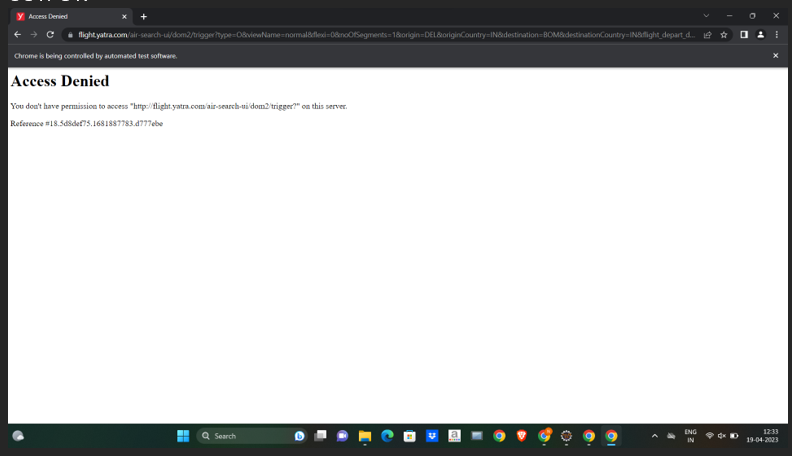 Access Denied
flight.yatra.com/air-search-ui/dom2/trigger?type=O&viewName=normal&flexi=0&noOfSegments=1&origin=DEL&originCountry=IN&destination=BOM&destinationCountry=IN&flight_depart_d...
Chrome is being controlled by automated test software.
Access Denied
You don't have permission to access "http://flight.yatra.com/air-search-ui/dom2/trigger?" on this server.
Reference #18.5d8def75.1681887783.d777ebe
Search
ENG
IN
12:33
19-04-2023